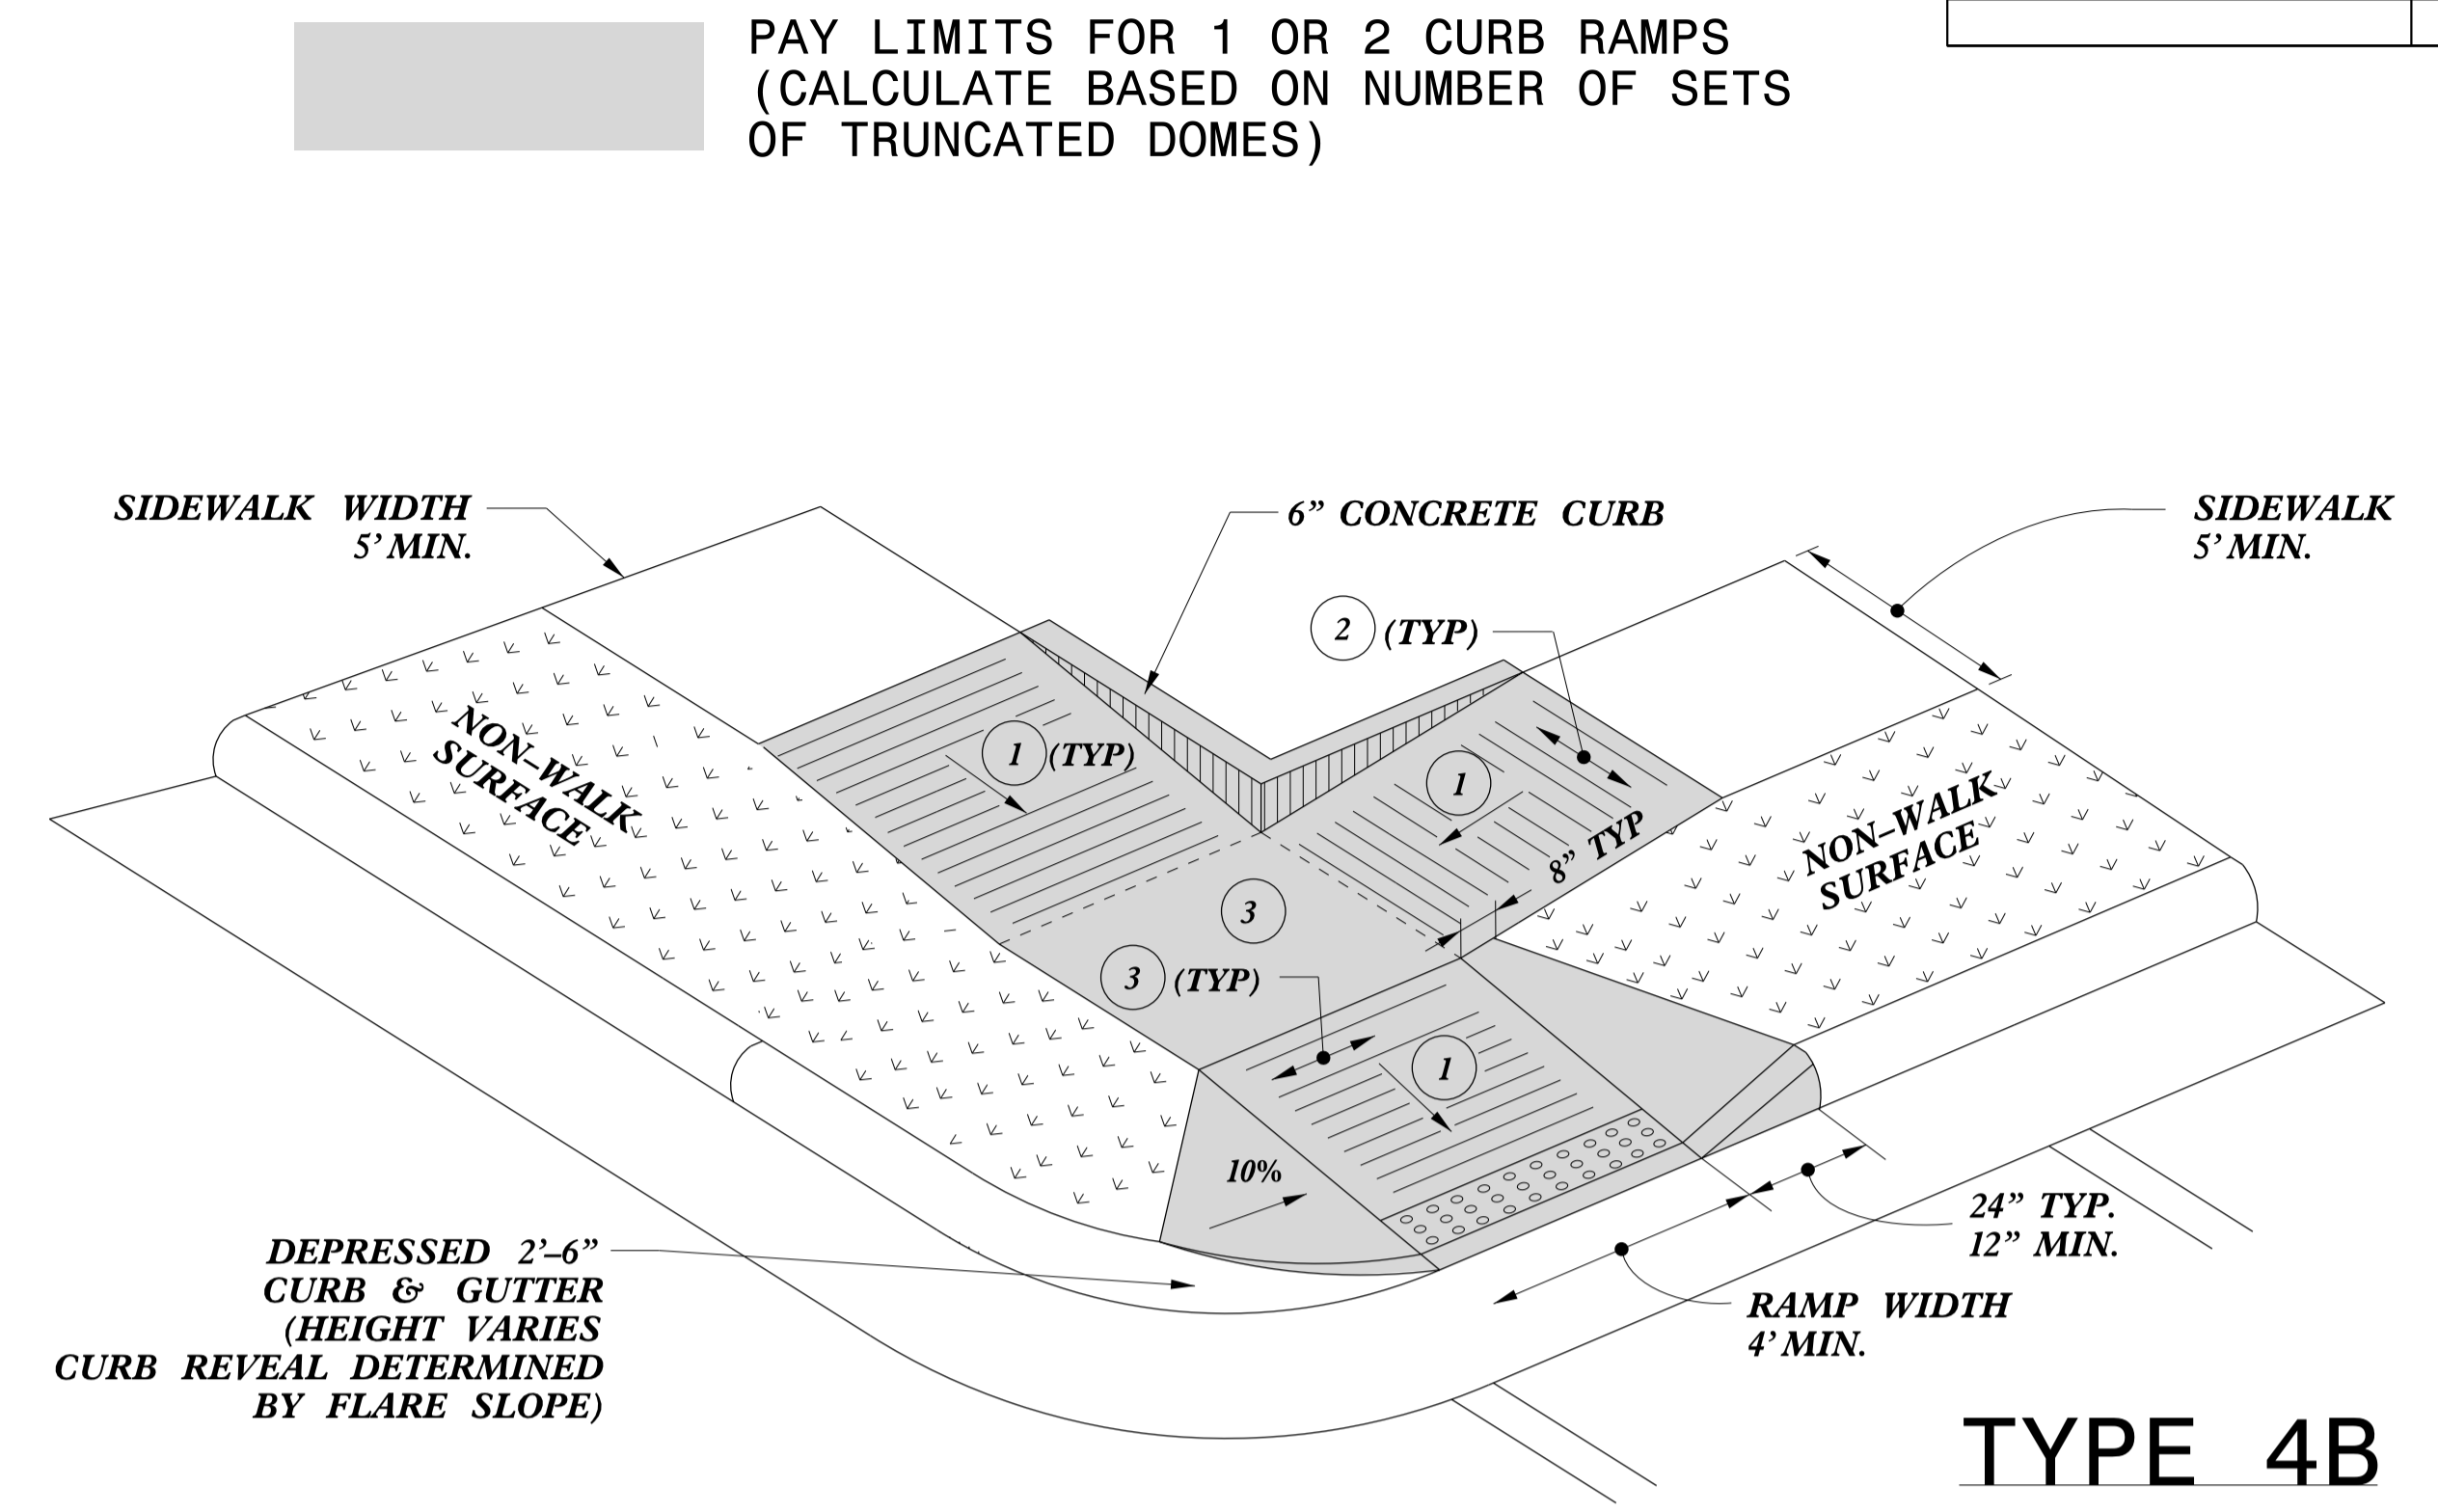 PAY LIMITS FOR 1 OR 2 CURB RAMPS
(CALCULATE BASED ON NUMBER OF SETS
OF TRUNCATED DOMES)
SIDEWALK WIDTH
5' MIN.
6" CONCRETE CURB
SIDEWALK
5' MIN.
2 (TYP)
NON-WALK
SURFACE
1 (TYP)
1
8" TYP
NON-WALK
SURFACE
3
3 (TYP)
1
10%
24" TYP.
12" MIN.
DEPRESSED 2'-6"
CURB & GUTTER
(HEIGHT VARIES
CURB REVEAL DETERMINED
BY FLARE SLOPE)
RAMP WIDTH
4' MIN.
TYPE 4B